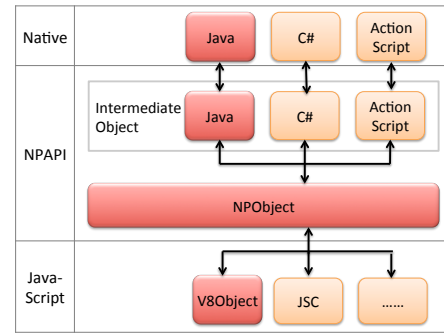 Native
Java
C#
Action
Script
NPAPI
Intermediate
Object
Java
C#
Action
Script
NPObject
Java-
Script
V8Object
JSC
......